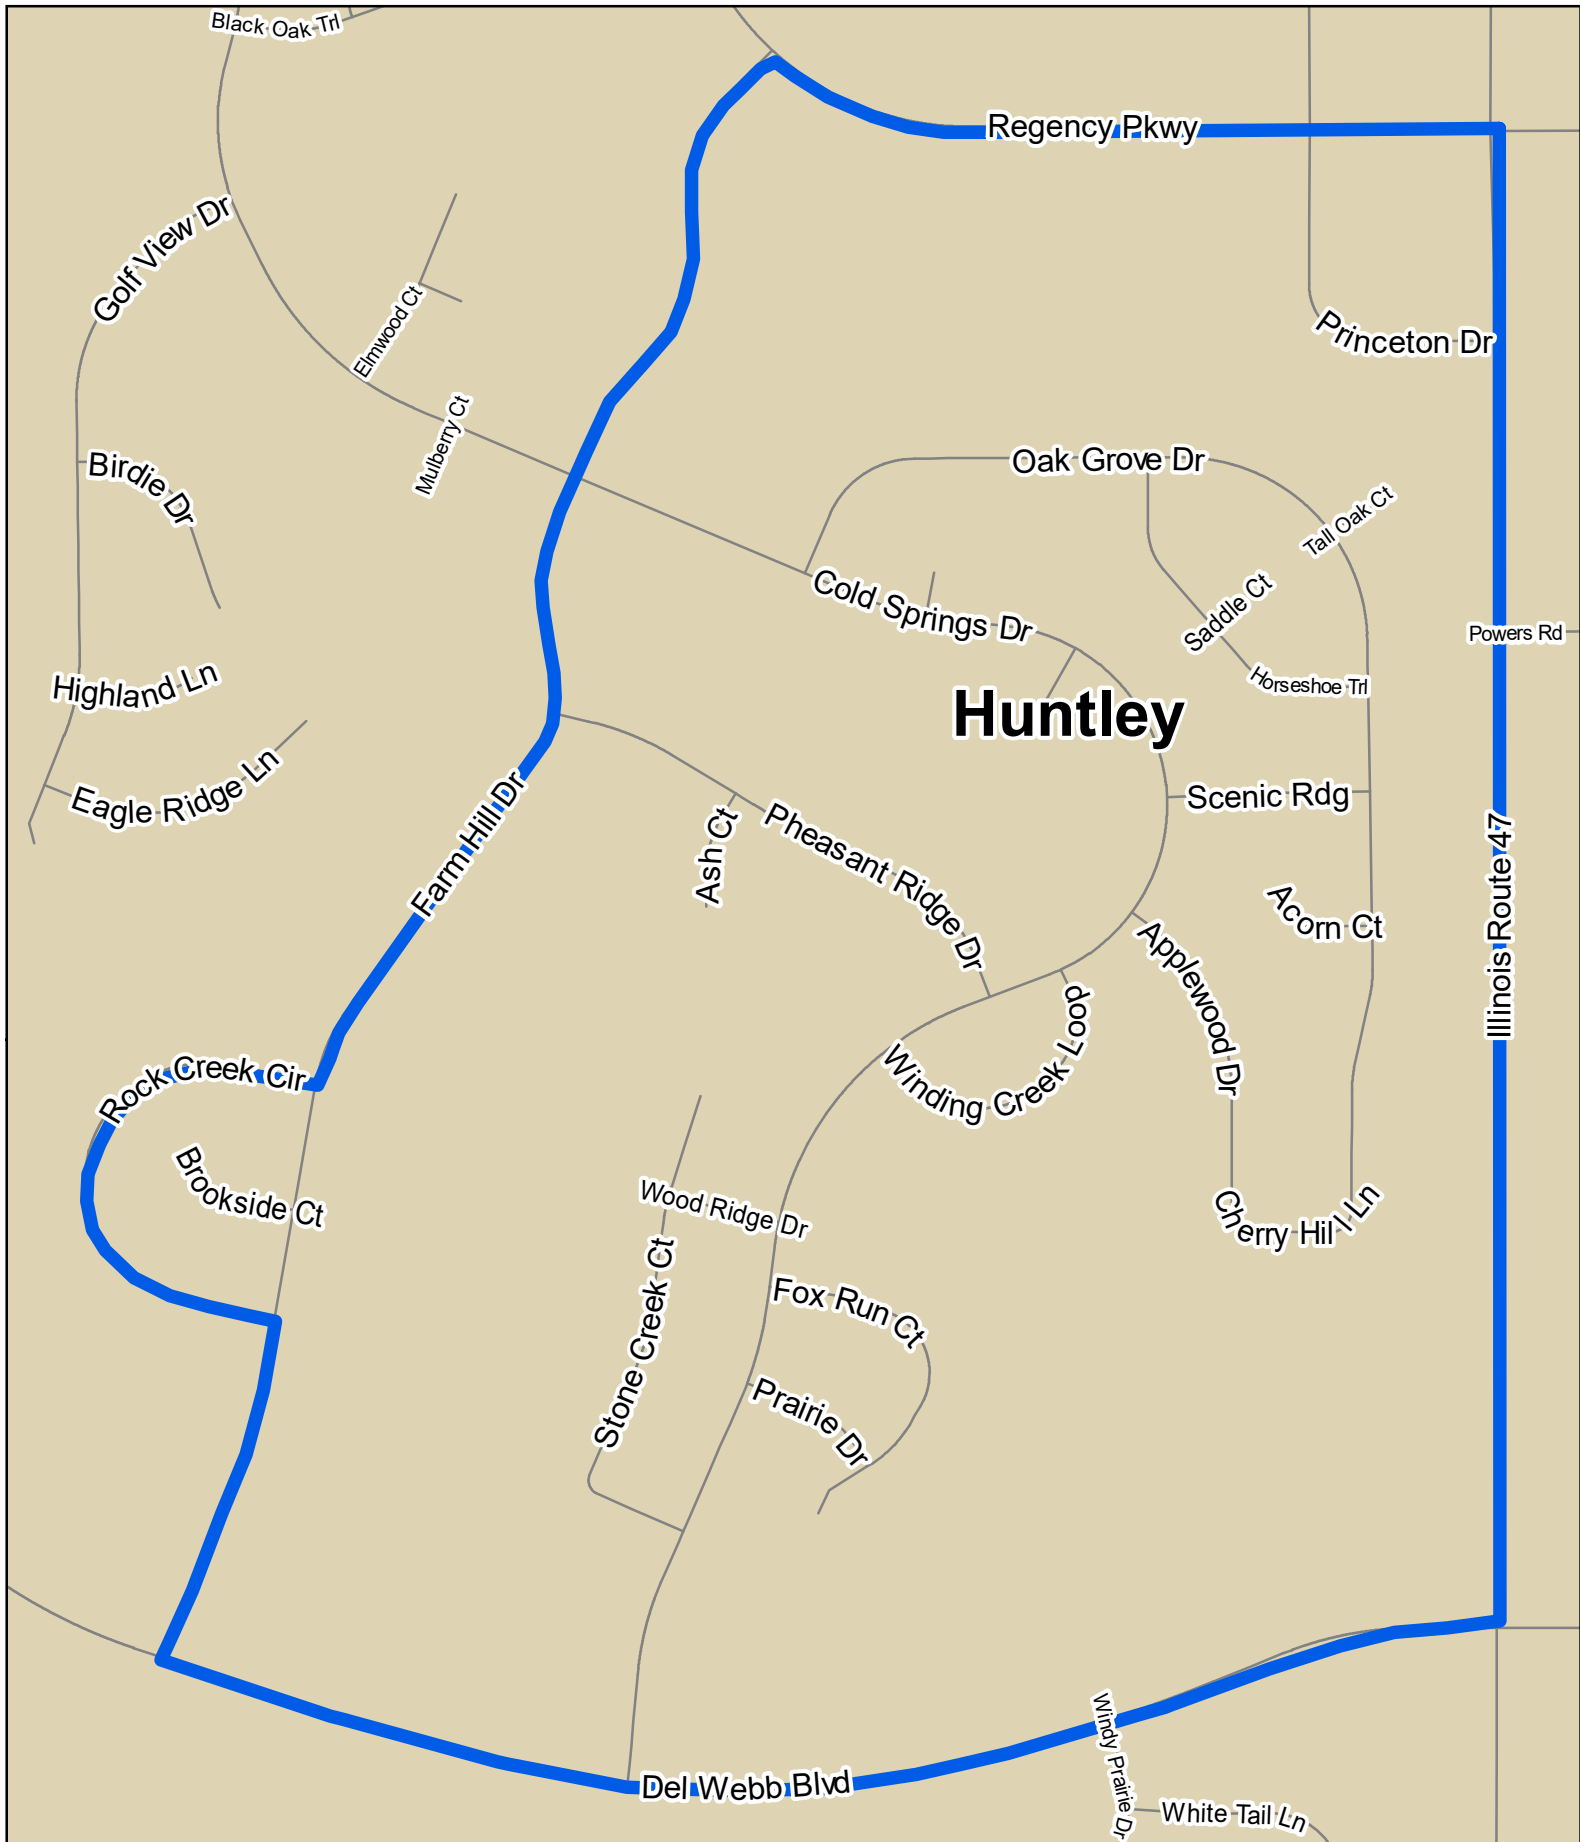 Black Oak Trl
Regency Pkwy
Golf View Dr
Elmwood Ct
Princeton Dr
Mulberry Ct
Birdie Dr
Oak Grove Dr
Tall Oak Ct
Cold Springs Dr
Saddle Ct
Powers Rd
Highland Ln
Horseshoe Trl
Huntley
Eagle Ridge Ln
Scenic Rdg
Farm Hill Dr
Ash Ct
Pheasant Ridge Dr
Acorn Ct
Illinois Route 47
Applewood Dr
Winding Creek Loop
Rock Creek Cir
Brookside Ct
Wood Ridge Dr
Cherry Hill Ln
Stone Creek Ct
Fox Run Ct
Prairie Dr
Windy Prairie Dr
Del Webb Blvd
White Tail Ln